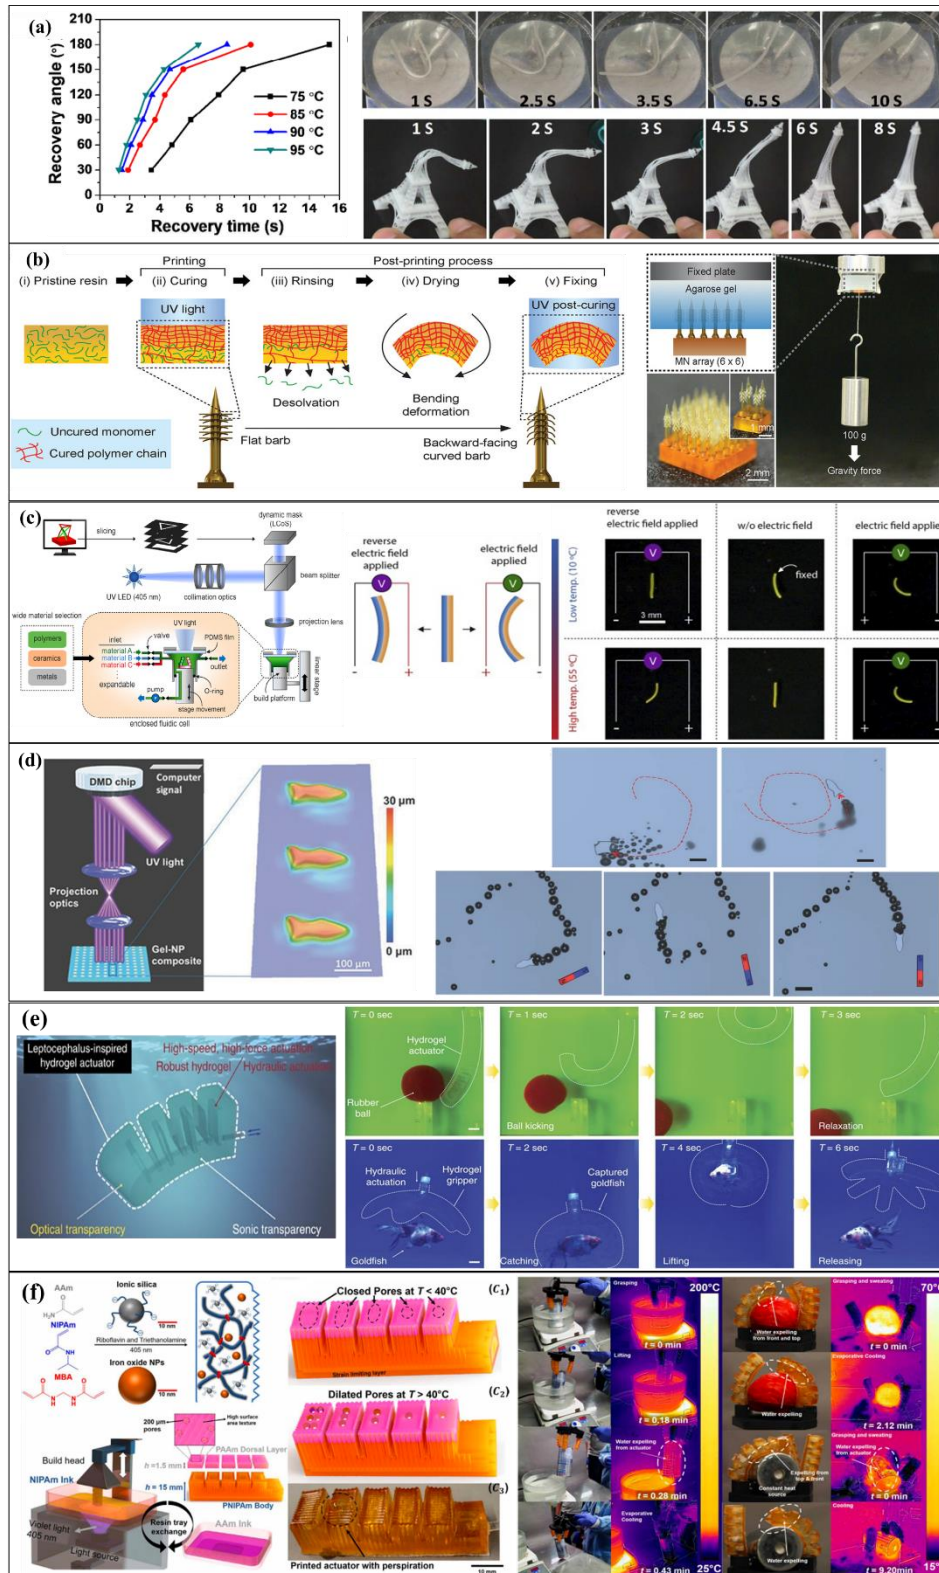 (a)
210
180
150
120
90
60
30
0
Recovery angle (°)
75 °C
85 °C
90 °C
95 °C
0 2 4 6 8 10 12 14 16
Recovery time (s)
1 S 2.5 S 3.5 S 6.5 S 10 S
1 S 2 S 3 S 4.5 S 6 S 8 S
(b)
Printing
Post-printing process
(i) Pristine resin
(ii) Curing
(iii) Rinsing
(iv) Drying
(v) Fixing
UV light
UV post-curing
Desolvation
Bending
deformation
Flat barb
Backward-facing
curved barb
Uncured monomer
Cured polymer chain
Fixed plate
Agarose gel
MN array (6 x 6)
1 mm
2 mm
100 g
Gravity force
(c)
slicing
dynamic mask
(LCoS)
UV LED (405 nm)
collimation optics
beam splitter
projection lens
wide material selection
polymers
ceramics
metals
UV light
inlet
valve
PDMS film
material A
material B
material C
outlet
expandable
pump
O-ring
stage movement
enclosed fluidic cell
build platform
linear stage
reverse
electric field
applied
electric
field
applied
V
V
- +
- +
Low temp. (10 °C)
High temp. (55 °C)
reverse
electric field applied
w/o electric field
electric field applied
V
V
3 mm
fixed
V
V
- +
- +
(d)
DMD chip
Computer
signal
UV light
Projection
optics
Gel-NP
composite
30 µm
0 µm
100 µm
(e)
Leptocephalus-inspired
hydrogel actuator
High-speed, high-force actuation
Robust hydrogel
Hydraulic actuation
Optical transparency
Sonic transparency
T = 0 sec
T = 1 sec
T = 2 sec
T = 3 sec
Hydrogel
actuator
Rubber
ball
Ball kicking
Relaxation
T = 0 sec
T = 2 sec
T = 4 sec
T = 6 sec
Hydraulic
actuation
Hydrogel
gripper
Captured
goldfish
Goldfish
Catching
Lifting
Releasing
(f)
AAm
NIPAm
MBA
Ionic silica
10 nm
Riboflavin and Triethanolamine
405 nm
Iron oxide NPs
10 nm
200 µm
pores
High surface
area texture
PAAm Dorsal Layer
h =1.5 mm
h = 15 mm
PNIPAm Body
Build head
NIPAm Ink
Violet light
405 nm
Light source
Resin tray
exchange
AAm Ink
Closed Pores at T < 40°C
(C1)
Strain limiting layer
Dilated Pores at T > 40°C
(C2)
(C3)
Printed actuator with perspiration
10 mm
Grasping
t = 0 min
Lifting
t = 0.18 min
Water expelling
from actuator
t = 0.28 min
Evaporative
Cooling
t = 0.43 min
200°C
25°C
Water expelling
from front and top
Water expelling
Expelling from
top & front
Constant heat
source
Water expelling
Grasping and sweating
t = 0 min
Evaporative Cooling
t = 2.12 min
Grasping and sweating
Water expelling from
actuator
t = 0 min
Cooling
t = 9.20 min
70°C
15°C